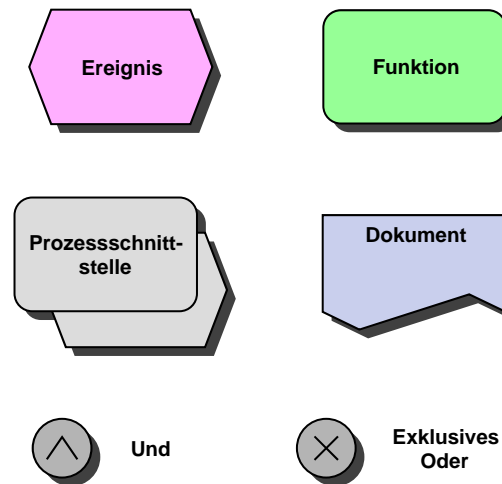 Ereignis
Funktion
Prozessschnitt-
stelle
Dokument
Und
Exklusives
Oder